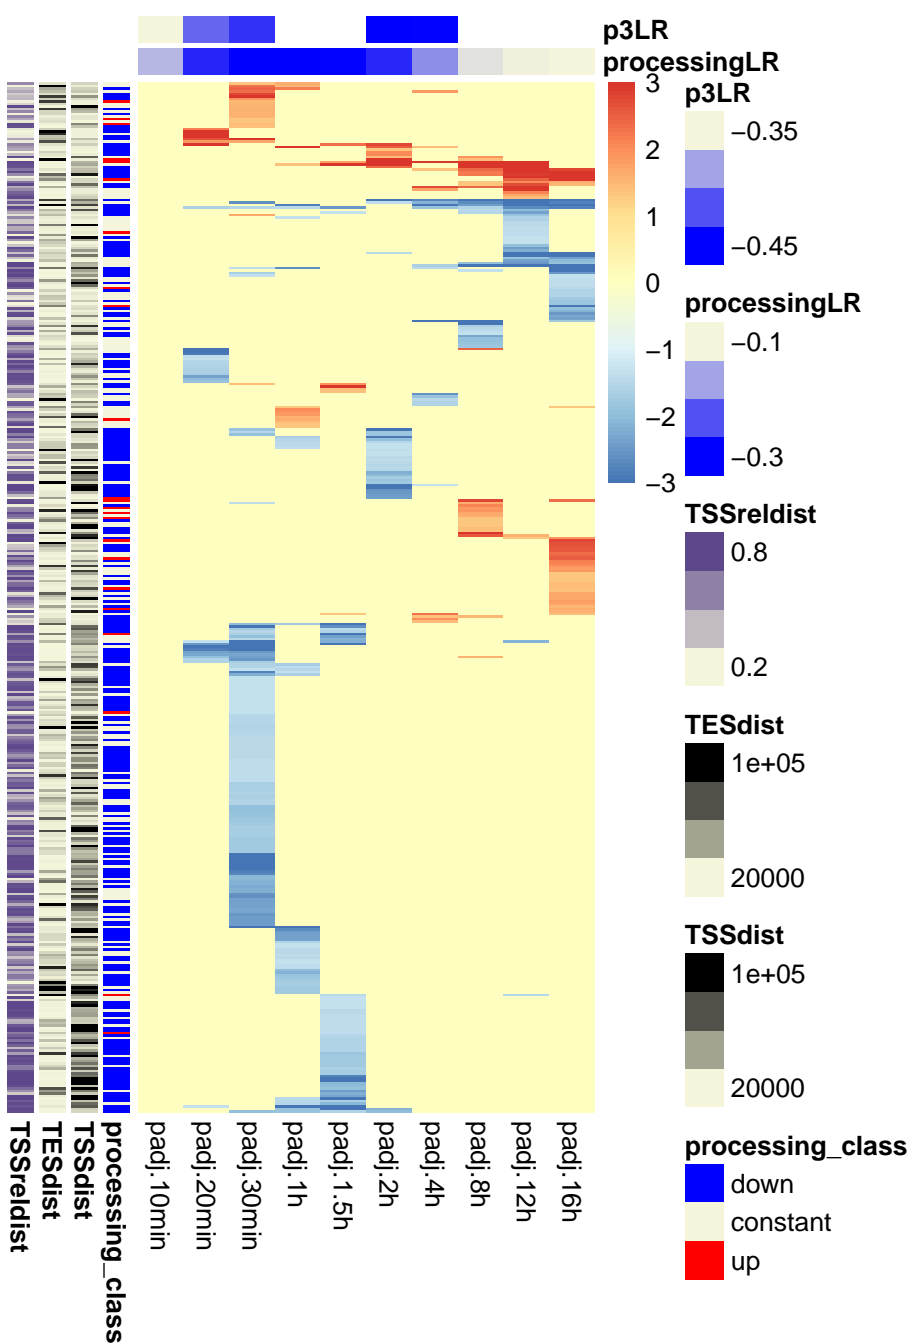 p3LR
processingLR
3
2
1
0
−1
−2
−3
p3LR
−0.35
−0.45
processingLR
−0.1
−0.3
TSSreldist
0.8
0.2
TESdist
1e+05
20000
TSSdist
1e+05
20000
processing_class
down
constant
up
TSSreldist
TESdist
TSSdist
processing_class
padj.10min
padj.20min
padj.30min
padj.1h
padj.1.5h
padj.2h
padj.4h
padj.8h
padj.12h
padj.16h